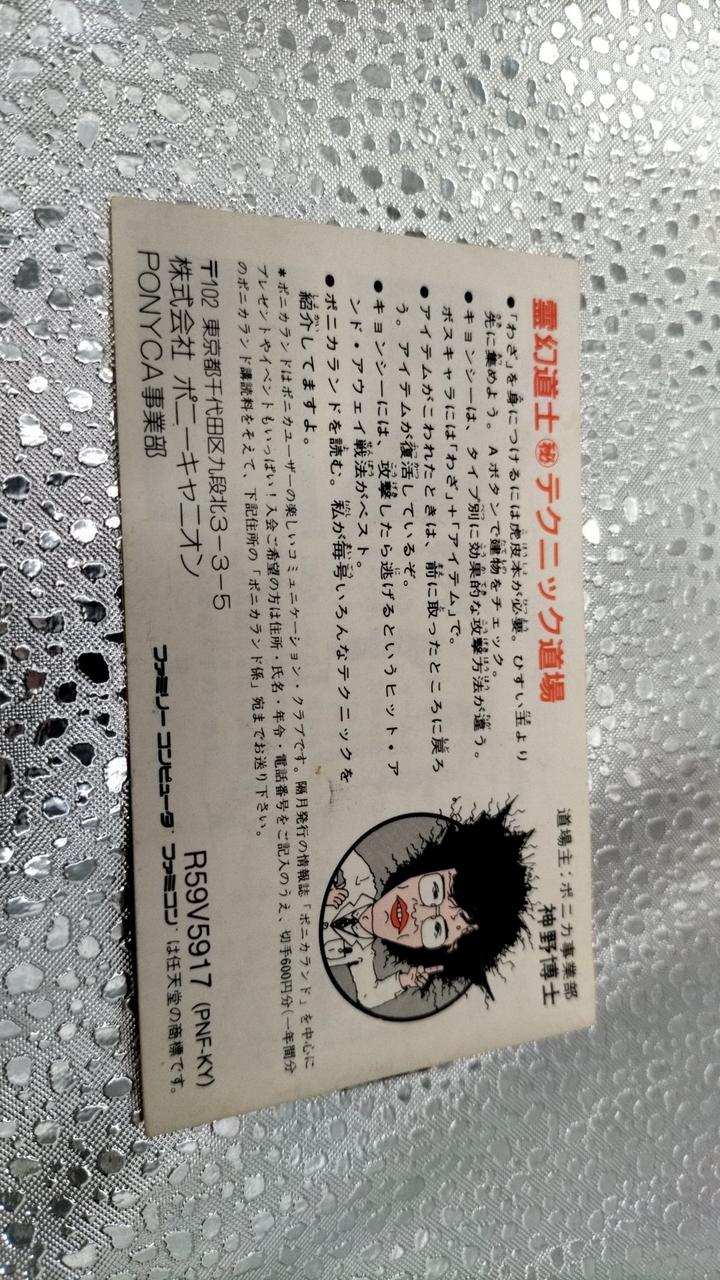 霊幻道士 ㊙ テクニック道場
道場主：ポニカ事業部
神野博士
●「わざ」を身につけるには虎皮本が必要。ひすい玉より
先に集めよう。Aボタンで建物をチェック。
●キョンシーは、タイプ別に効果的な攻撃方法が違う。
ボスキャラには「わざ」+「アイテム」で。
●アイテムがこわれたときは、前に取ったところに戻ろ
う。アイテムが復活しているぞ。
●キョンシーには、攻撃したら逃げるというヒット・ア
ンド・アウェイ戦法がベスト。
●ポニカランドを読む。私が毎号いろんなテクニックを
紹介してますよ。
＊ポニカランドはポニカユーザーの楽しいコミュニケーション・クラブです。隔月発行の情報誌「ポニカランド」を中心に
プレゼントやイベントもいっぱい！入会ご希望の方は住所・氏名・年令・電話番号をご記入のうえ、切手600円分(一年間分
のポニカランド購読料をそえて、下記住所の「ポニカランド係」宛までお送り下さい。
〒102 東京都千代田区九段北3-3-5
株式会社 ポニーキャニオン
PONYCA事業部
R59V5917 (PNF-KY)
ファミリーコンピュータ ファミコン は任天堂の商標です。